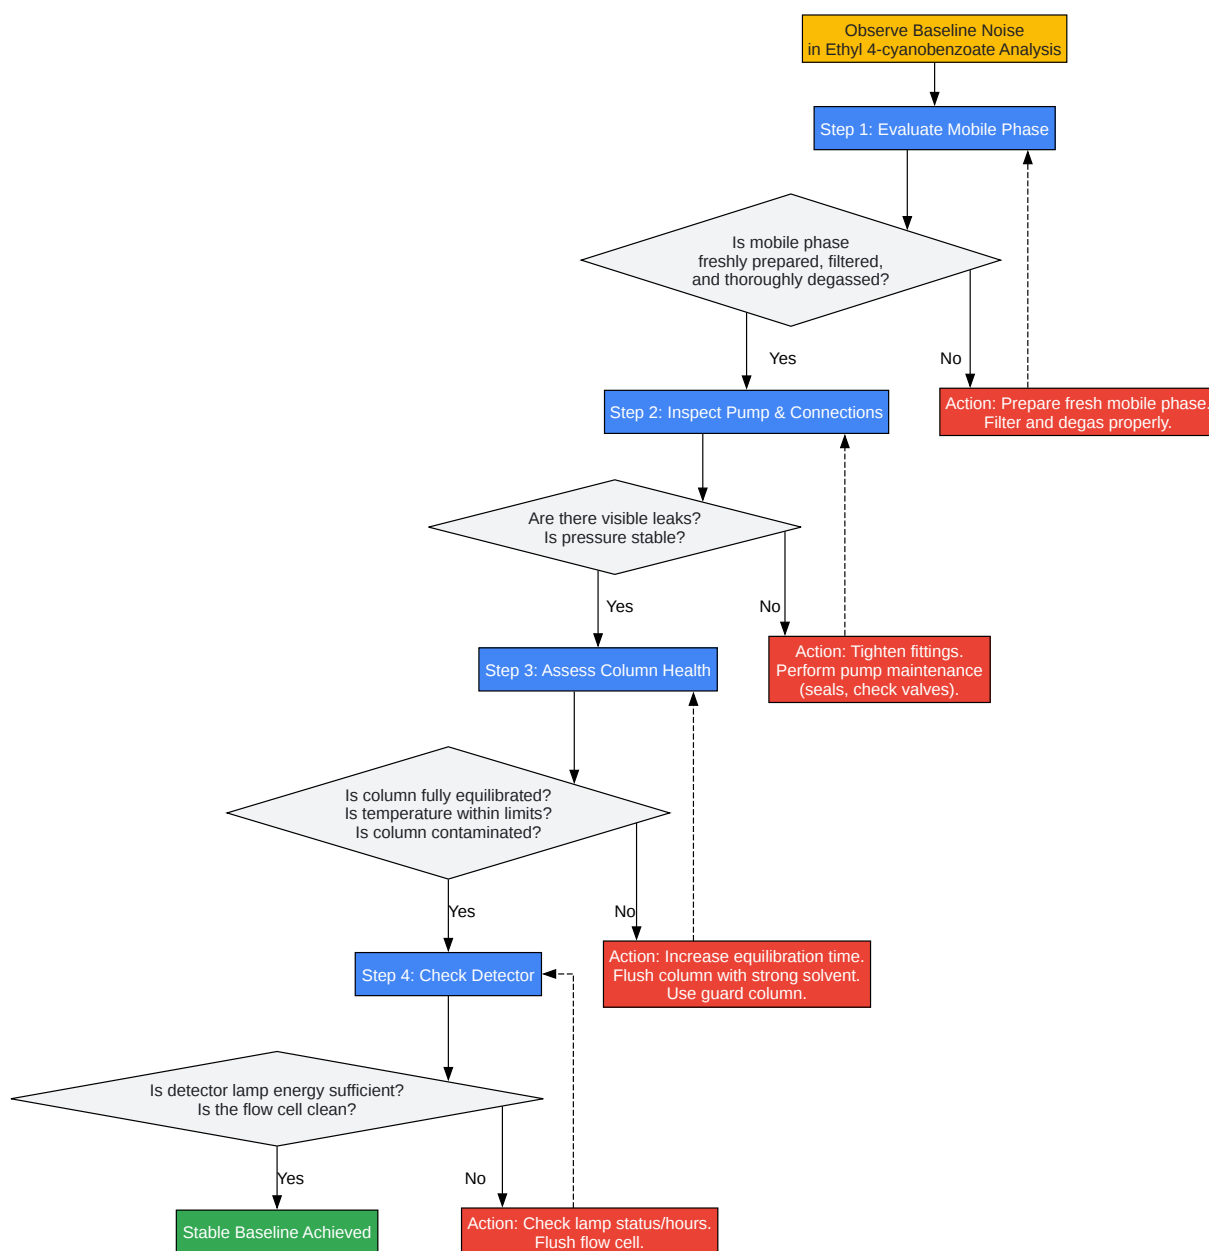 Observe Baseline Noise
in Ethyl 4-cyanobenzoate Analysis
Step 1: Evaluate Mobile Phase
Is mobile phase
freshly prepared, filtered,
and thoroughly degassed?
Yes
No
Action: Prepare fresh mobile phase.
Filter and degas properly.
Step 2: Inspect Pump & Connections
Are there visible leaks?
Is pressure stable?
Yes
No
Action: Tighten fittings.
Perform pump maintenance
(seals, check valves).
Step 3: Assess Column Health
Is column fully equilibrated?
Is temperature within limits?
Is column contaminated?
Yes
No
Action: Increase equilibration time.
Flush column with strong solvent.
Use guard column.
Step 4: Check Detector
Is detector lamp energy sufficient?
Is the flow cell clean?
Yes
No
Action: Check lamp status/hours.
Flush flow cell.
Stable Baseline Achieved